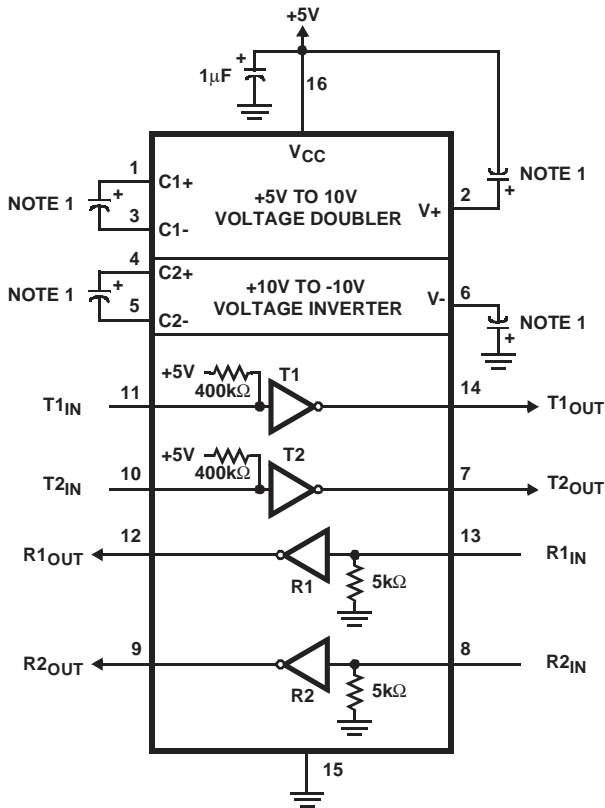 +5V
+
1μF
16
VCC
1
C1+
NOTE 1
+
3
C1-
+5V TO 10V
VOLTAGE DOUBLER
V+
2
NOTE 1
+
4
C2+
NOTE 1
+
5
C2-
+10V TO -10V
VOLTAGE INVERTER
V-
6
NOTE 1
+
+5V
400kΩ
T1
T1IN
11
14
T1OUT
+5V
400kΩ
T2
T2IN
10
7
T2OUT
R1OUT
12
R1
5kΩ
13
R1IN
R2OUT
9
R2
5kΩ
8
R2IN
15